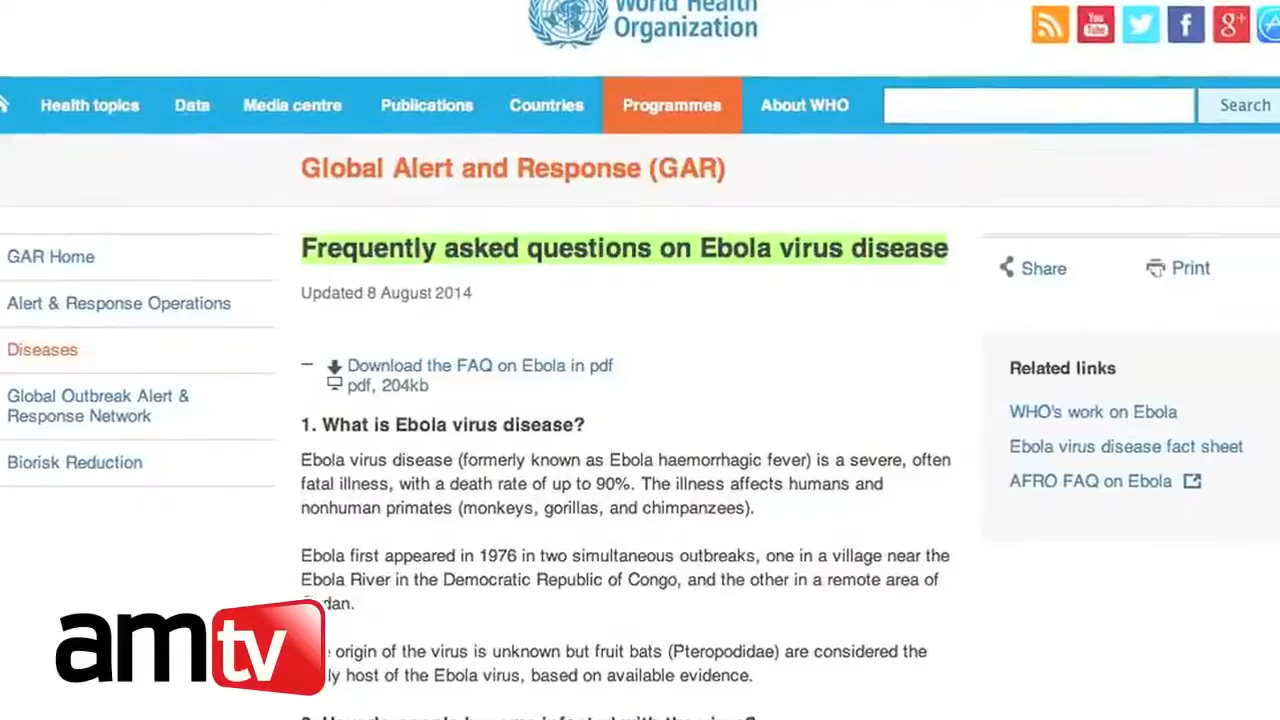 World Health
Organization
You
Tube
f
g+
Health topics
Data
Media centre
Publications
Countries
Programmes
About WHO
Search
Global Alert and Response (GAR)
GAR Home
Alert & Response Operations
Diseases
Global Outbreak Alert &
Response Network
Biorisk Reduction
Frequently asked questions on Ebola virus disease
Updated 8 August 2014
Download the FAQ on Ebola in pdf
pdf, 204kb
1. What is Ebola virus disease?
Ebola virus disease (formerly known as Ebola haemorrhagic fever) is a severe, often
fatal illness, with a death rate of up to 90%. The illness affects humans and
nonhuman primates (monkeys, gorillas, and chimpanzees).
Ebola first appeared in 1976 in two simultaneous outbreaks, one in a village near the
Ebola River in the Democratic Republic of Congo, and the other in a remote area of
origin of the virus is unknown but fruit bats (Pteropodidae) are considered the
host of the Ebola virus, based on available evidence.
Share
Print
Related links
WHO's work on Ebola
Ebola virus disease fact sheet
AFRO FAQ on Ebola
amtv